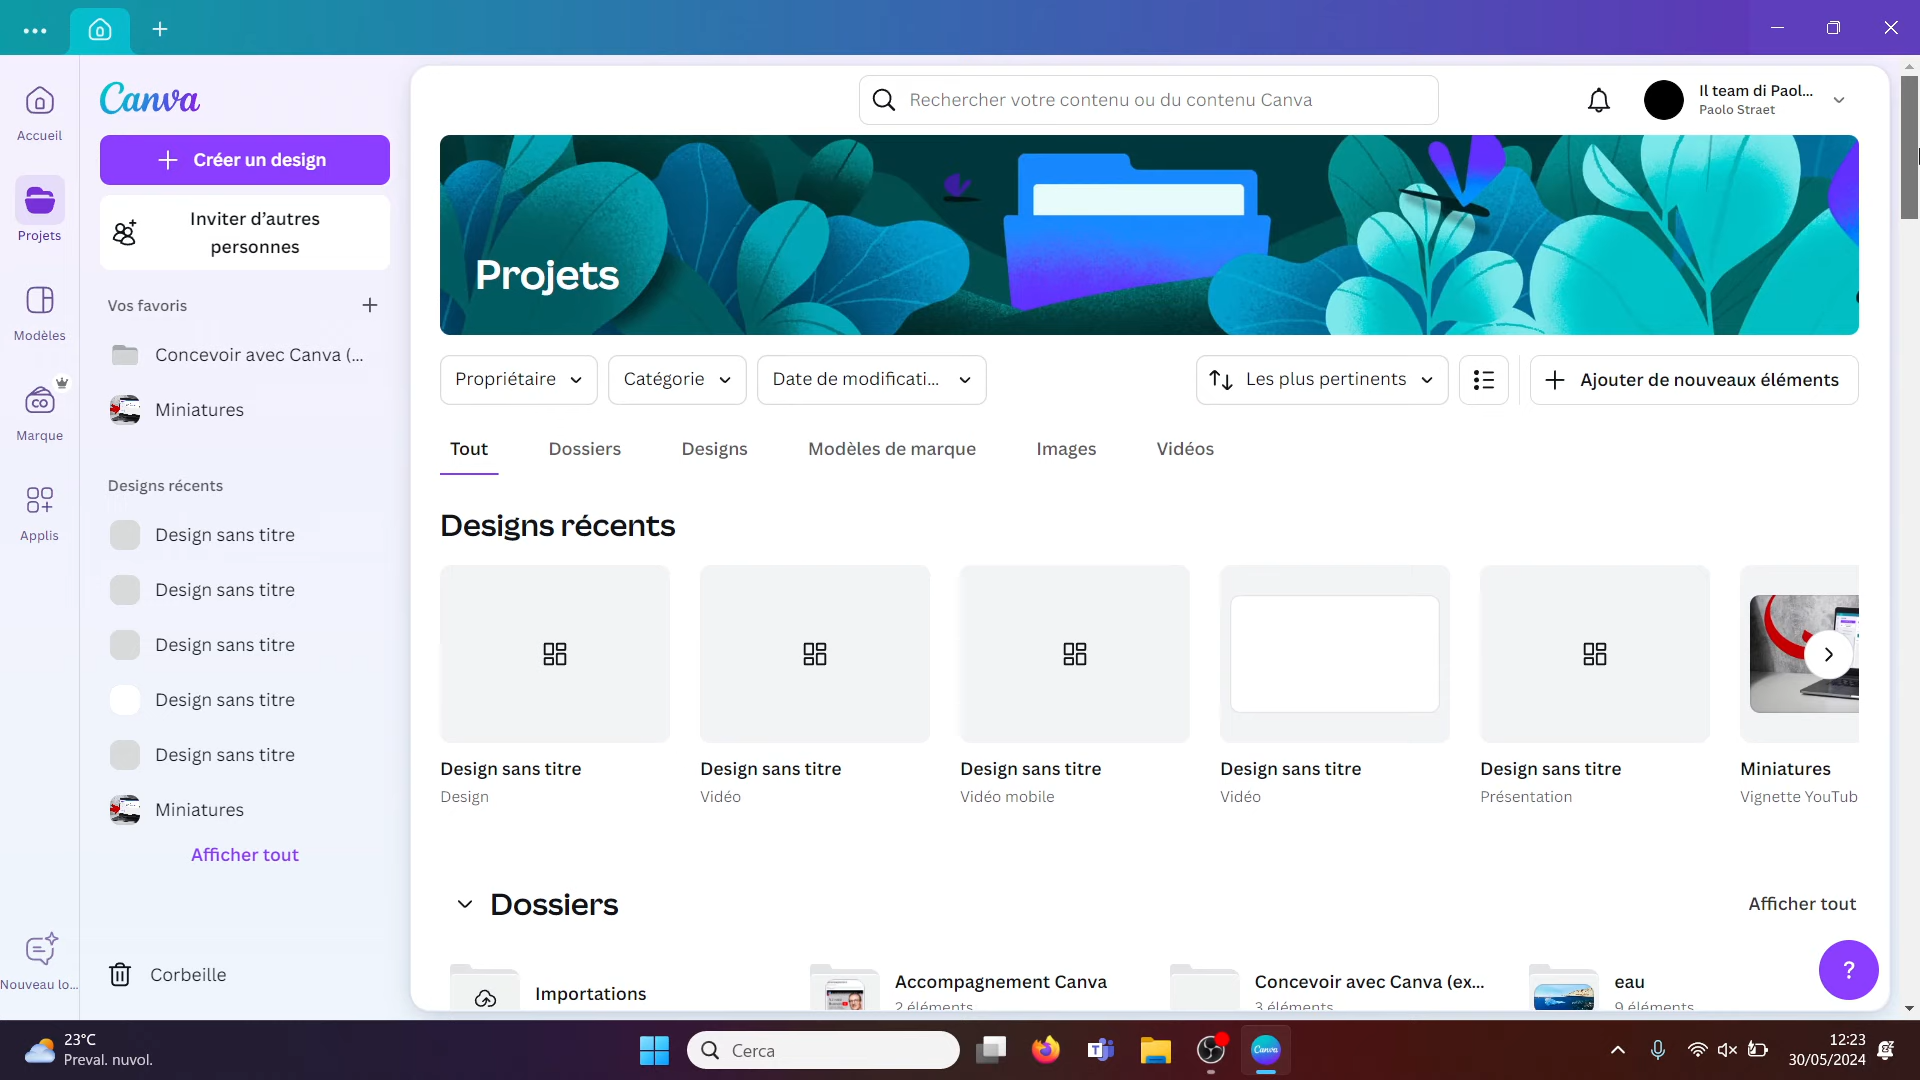 Canva
Rechercher votre contenu ou du contenu Canva
Il team di Paol...
Paolo Straet
Accueil
Créer un design
Inviter d’autres
personnes
Projets
Projets
Vos favoris
Modèles
Concevoir avec Canva (...
Propriétaire
Catégorie
Date de modificati...
Les plus pertinents
Ajouter de nouveaux éléments
Miniatures
Marque
Tout
Dossiers
Designs
Modèles de marque
Images
Vidéos
Designs récents
Designs récents
Applis
Design sans titre
Design sans titre
Design sans titre
Design sans titre
Design sans titre
Miniatures
Afficher tout
Design sans titre
Design
Design sans titre
Vidéo
Design sans titre
Vidéo mobile
Design sans titre
Vidéo
Design sans titre
Présentation
Miniatures
Vignette YouTub
Dossiers
Afficher tout
Nouveau lo...
Corbeille
Importations
Accompagnement Canva
2 éléments
Concevoir avec Canva (ex...
3 éléments
eau
9 éléments
?
23°C
Preval. nuvol.
Cerca
Canva
12:23
30/05/2024